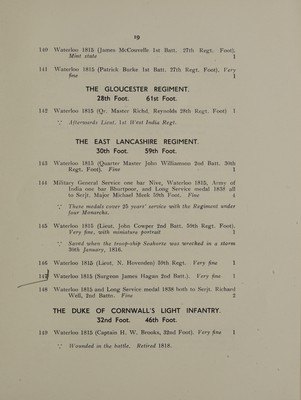 19
140 Waterloo 1815 (James McConvelle 1st Batt. 27th Regt. Foot).
Mint state 1
141 Waterloo 1815 (Patrick Burke 1st Batt. 27th Regt. Foot). Very
fine 1
THE GLOUCESTER REGIMENT.
28th Foot. 61st Foot.
142 Waterloo 1815 (Qr. Master Richd. Reynolds 28th Regt. Foot) 1
*** Afterwards Lieut. 1st West India Regt.
THE EAST LANCASHIRE REGIMENT.
30th Foot. 59th Foot.
143 Waterloo 1815 (Quarter Master John Williamson 2nd Batt. 30th
Regt. Foot). Fine 1
144 Military General Service one bar Nive, Waterloo 1815, Army of
India one bar Bhurtpoor, and Long Service medal 1838 all
to Serjt. Major Michael Meek 59th Foot. Fine 4
*** These medals cover 25 years' service with the Regiment under
four Monarchs.
145 Waterloo 1815 (Lieut. John Cowper 2nd Batt. 59th Regt. Foot).
Very fine, with miniature portrait 1
*** Saved when the troop-ship Seahorse was wrecked in a storm
30th January, 1816.
146 Waterloo 1815 (Lieut. N. Hovenden) 59th Regt. Very fine 1
147 Waterloo 1815 (Surgeon James Hagan 2nd Batt.). Very fine 1
148 Waterloo 1815 and Long Service medal 1838 both to Serjt. Richard
Well, 2nd Battn. Fine 2
THE DUKE OF CORNWALL'S LIGHT INFANTRY.
32nd Foot. 46th Foot.
149 Waterloo 1815 (Captain H. W. Brooks, 32nd Foot). Very fine 1
*** Wounded in the battle. Retired 1818.